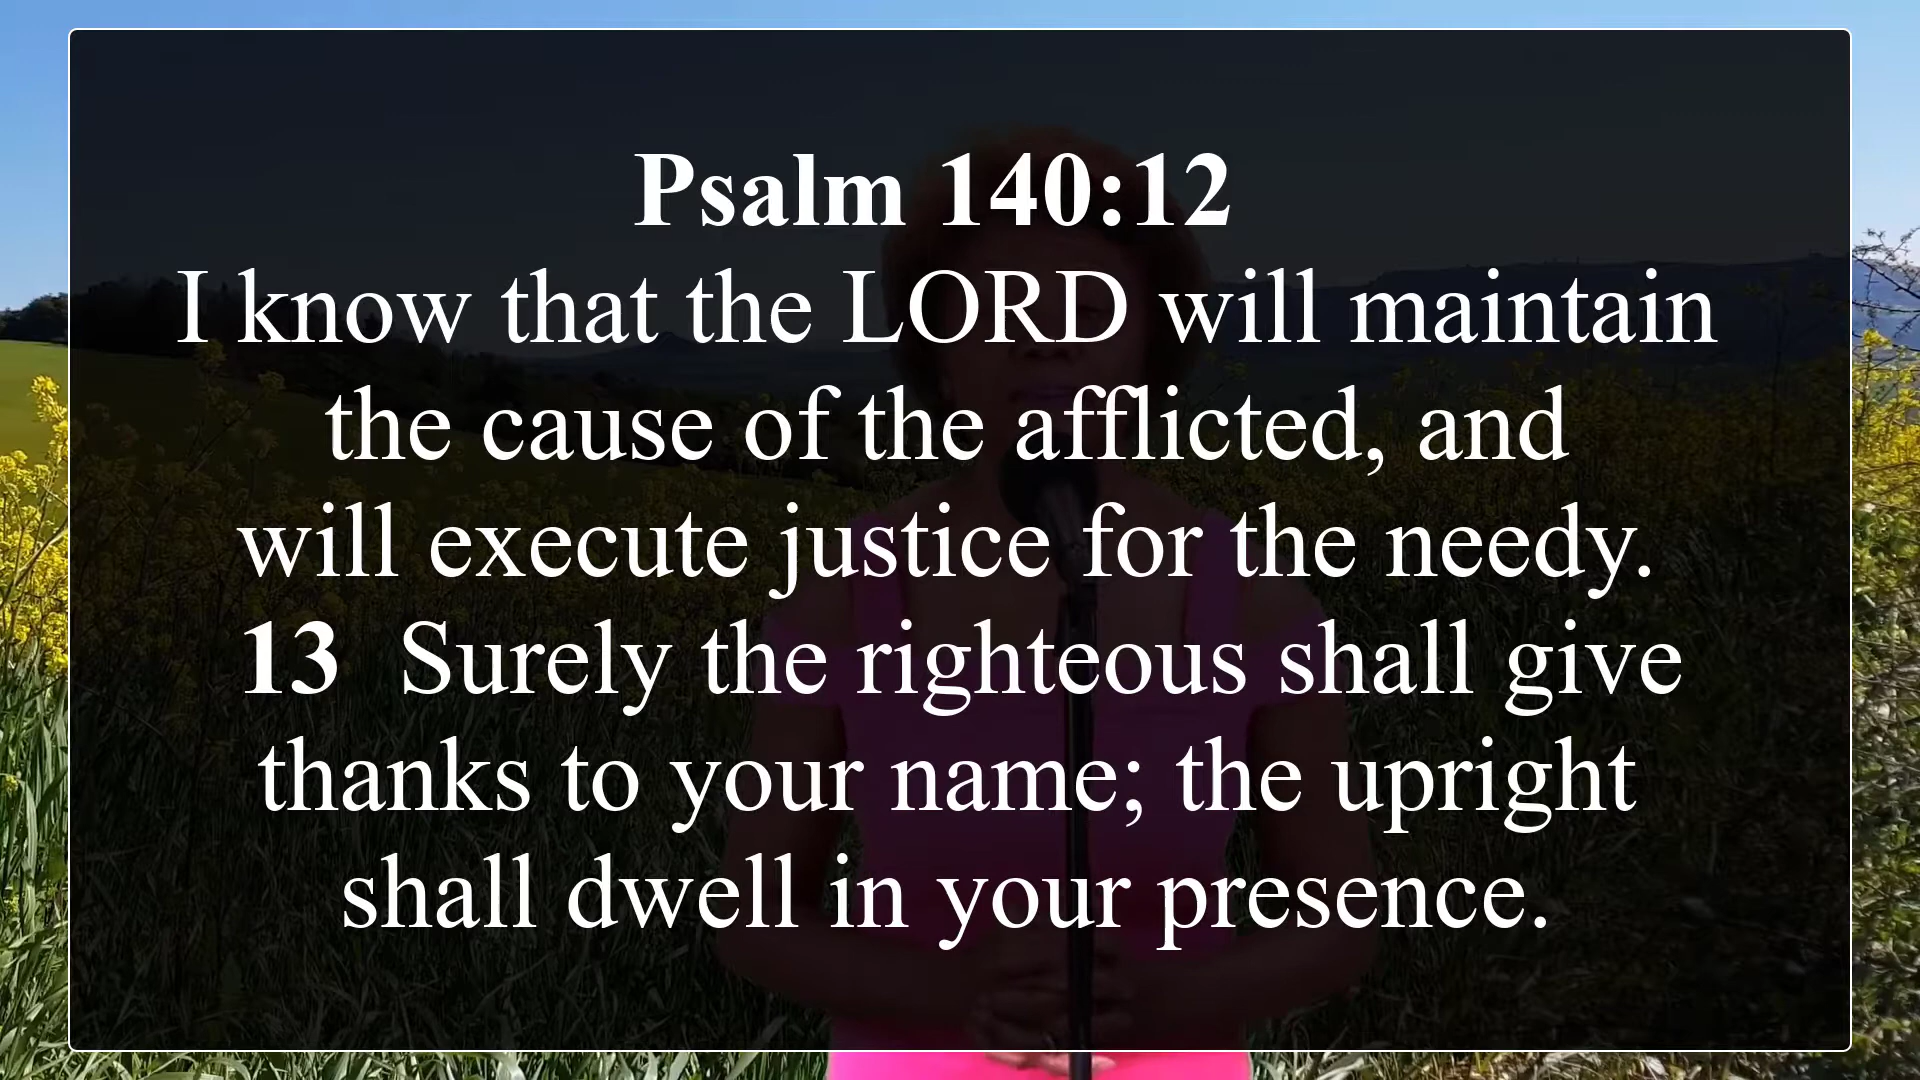 Psalm 140:12
I know that the LORD will maintain
the cause of the afflicted, and
will execute justice for the needy.
13 Surely the righteous shall give
thanks to your name; the upright
shall dwell in your presence.